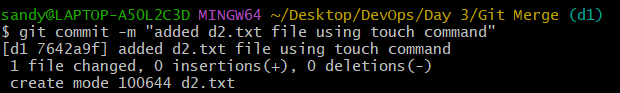 sandy@LAPTOP-A50L2C3D MINGW64 ~/Desktop/DevOps/Day 3/Git Merge (d1)
$ git commit -m "added d2.txt file using touch command"
[d1 7642a9f] added d2.txt file using touch command
 1 file changed, 0 insertions(+), 0 deletions(-)
 create mode 100644 d2.txt